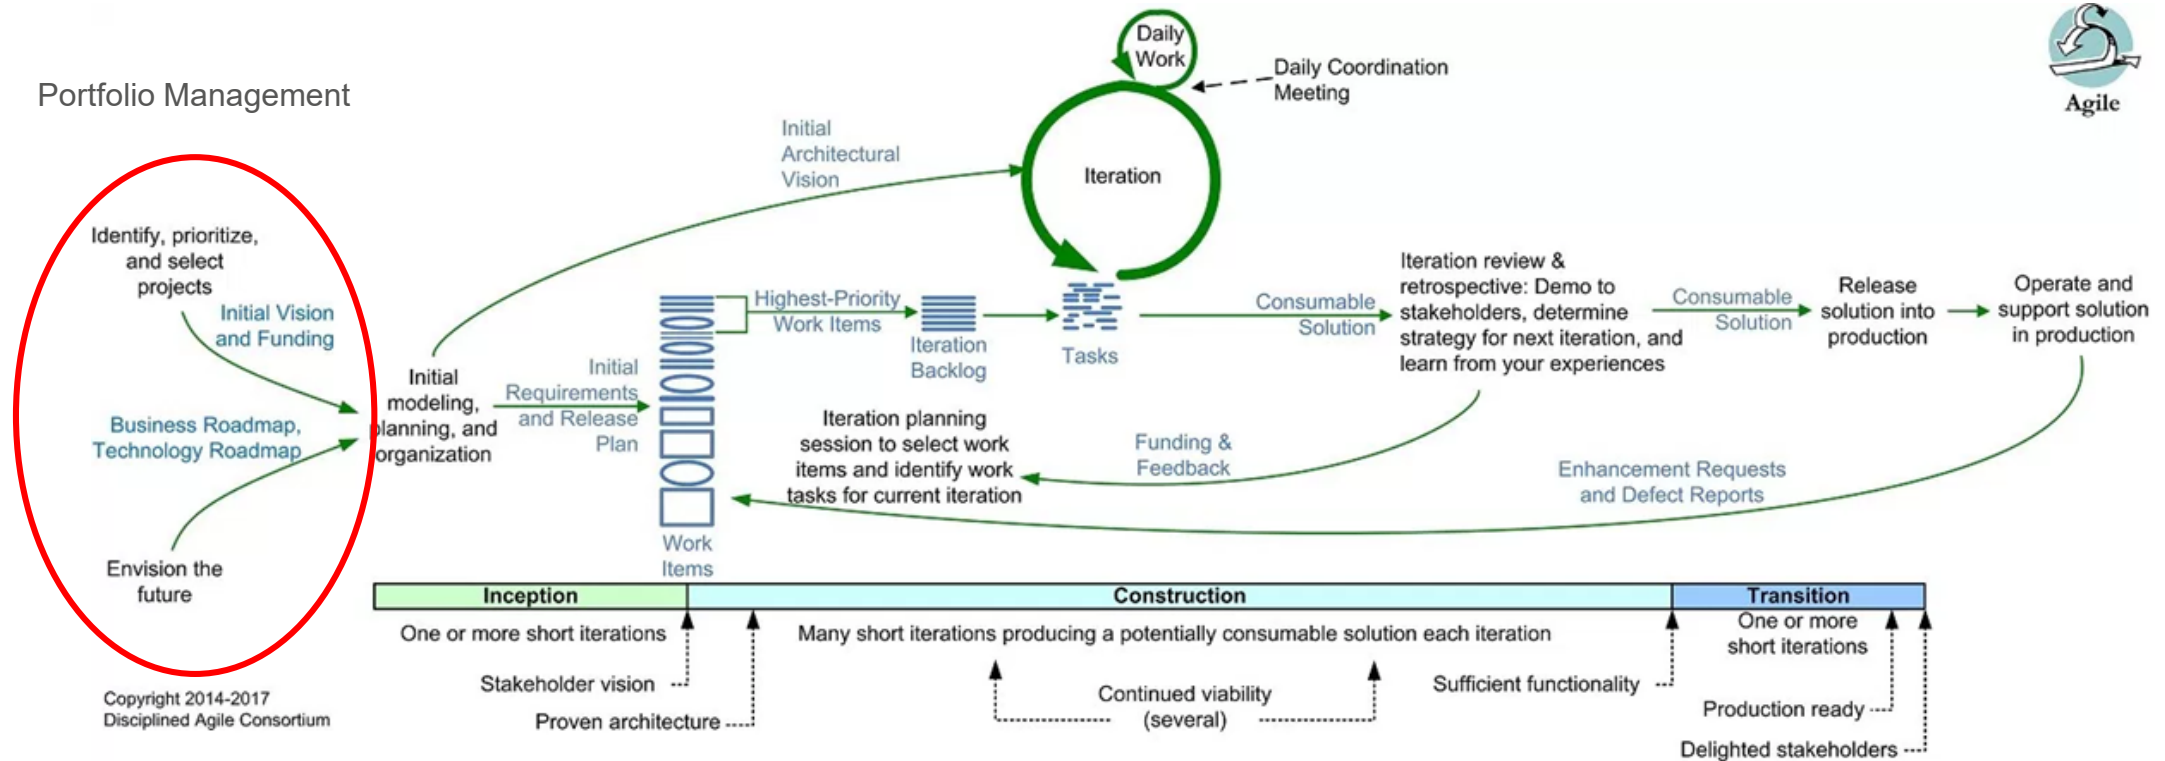 Portfolio Management
Daily
Work
Daily Coordination
Meeting
Agile
Initial
Architectural
Vision
Iteration
Identify, prioritize,
and select
projects
Initial Vision
and Funding
Business Roadmap,
Technology Roadmap
Envision the
future
Initial
modeling,
planning, and
organization
Initial
Requirements
and Release
Plan
Work
Items
Highest-Priority
Work Items
Iteration
Backlog
Tasks
Consumable
Solution
Iteration review &
retrospective: Demo to
stakeholders, determine
strategy for next iteration, and
learn from your experiences
Consumable
Solution
Release
solution into
production
Operate and
support solution
in production
Iteration planning
session to select work
items and identify work
tasks for current iteration
Funding &
Feedback
Enhancement Requests
and Defect Reports
Inception
Construction
Transition
One or more short iterations
Many short iterations producing a potentially consumable solution each iteration
One or more
short iterations
Stakeholder vision
Proven architecture
Continued viability
(several)
Sufficient functionality
Production ready
Delighted stakeholders
Copyright 2014-2017
Disciplined Agile Consortium